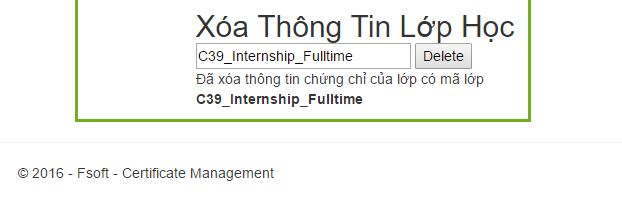 Xóa Thông Tin Lớp Học
C39_Internship_Fulltime Delete
Đã xóa thông tin chứng chỉ của lớp có mã lớp
C39_Internship_Fulltime
© 2016 - Fsoft - Certificate Management